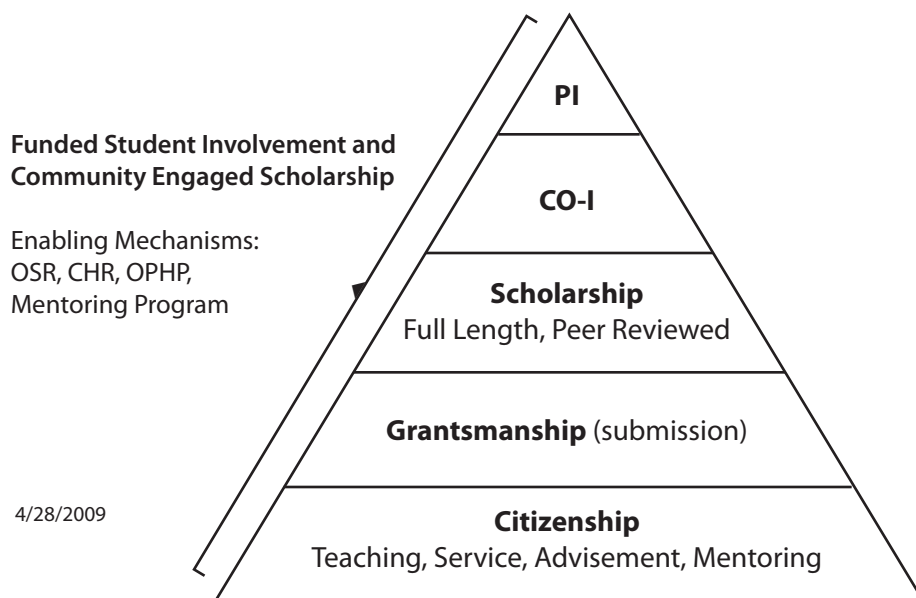 PI
Funded Student Involvement and
Community Engaged Scholarship
CO-I
Enabling Mechanisms:
OSR, CHR, OPHP,
Mentoring Program
Scholarship
Full Length, Peer Reviewed
Grantsmanship (submission)
4/28/2009
Citizenship
Teaching, Service, Advisement, Mentoring